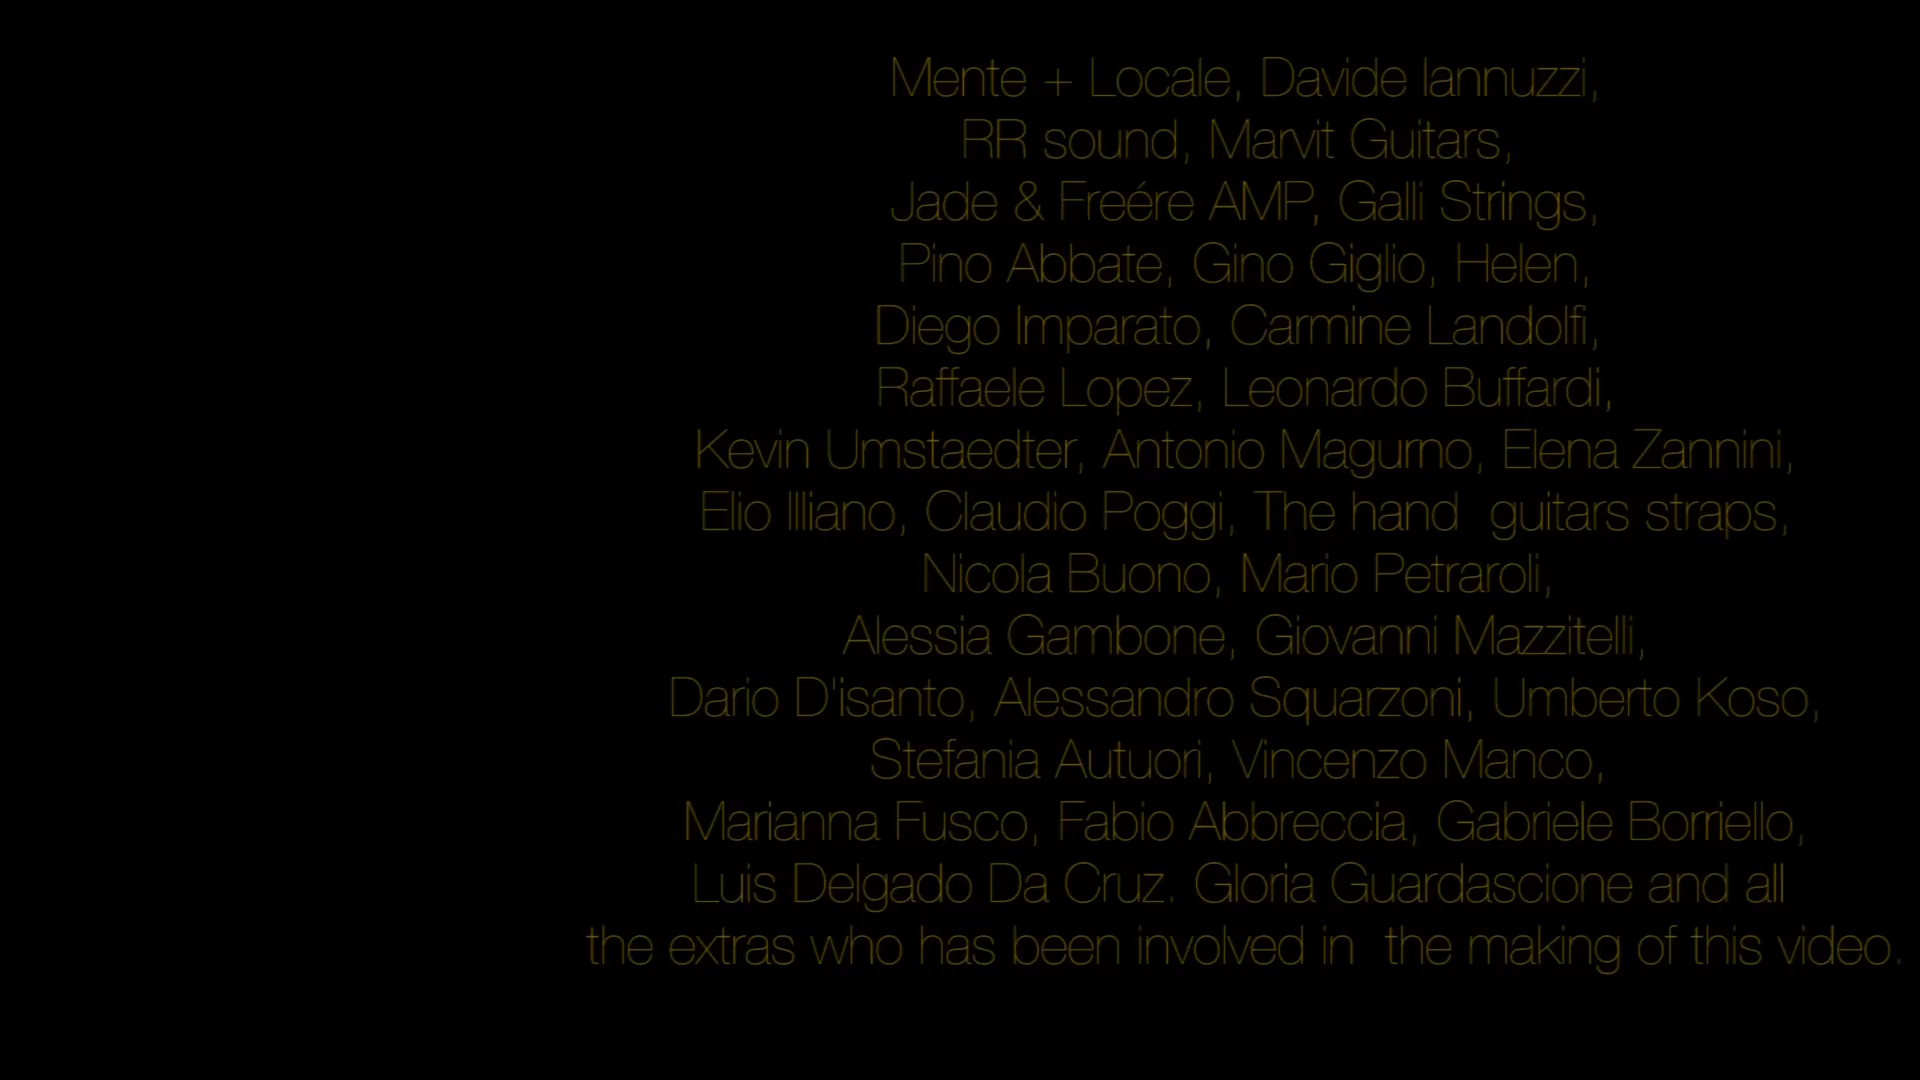 Mente + Locale, Davide Iannuzzi,
RR sound, Marvit Guitars,
Jade & Freére AMP, Galli Strings,
Pino Abbate, Gino Giglio, Helen,
Diego Imparato, Carmine Landolfi,
Raffaele Lopez, Leonardo Buffardi,
Kevin Umstaedter, Antonio Magurno, Elena Zannini,
Elio Illiano, Claudio Poggi, The hand  guitars straps,
Nicola Buono, Mario Petraroli,
Alessia Gambone, Giovanni Mazzitelli,
Dario D'isanto, Alessandro Squarzoni, Umberto Koso,
Stefania Autuori, Vincenzo Manco,
Marianna Fusco, Fabio Abbreccia, Gabriele Borriello,
Luis Delgado Da Cruz. Gloria Guardascione and all
the extras who has been involved in  the making of this video.